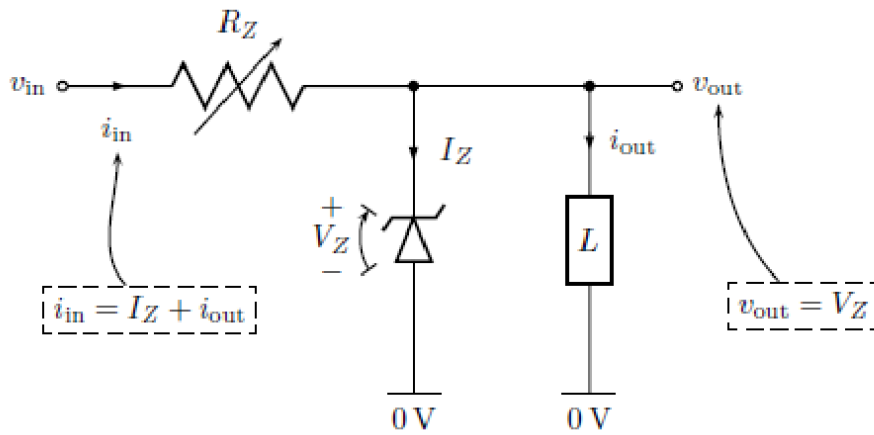 R_Z
v_in
v_out
i_in
I_Z
i_out
+
V_Z
−
L
i_in = I_Z + i_out
v_out = V_Z
0 V
0 V